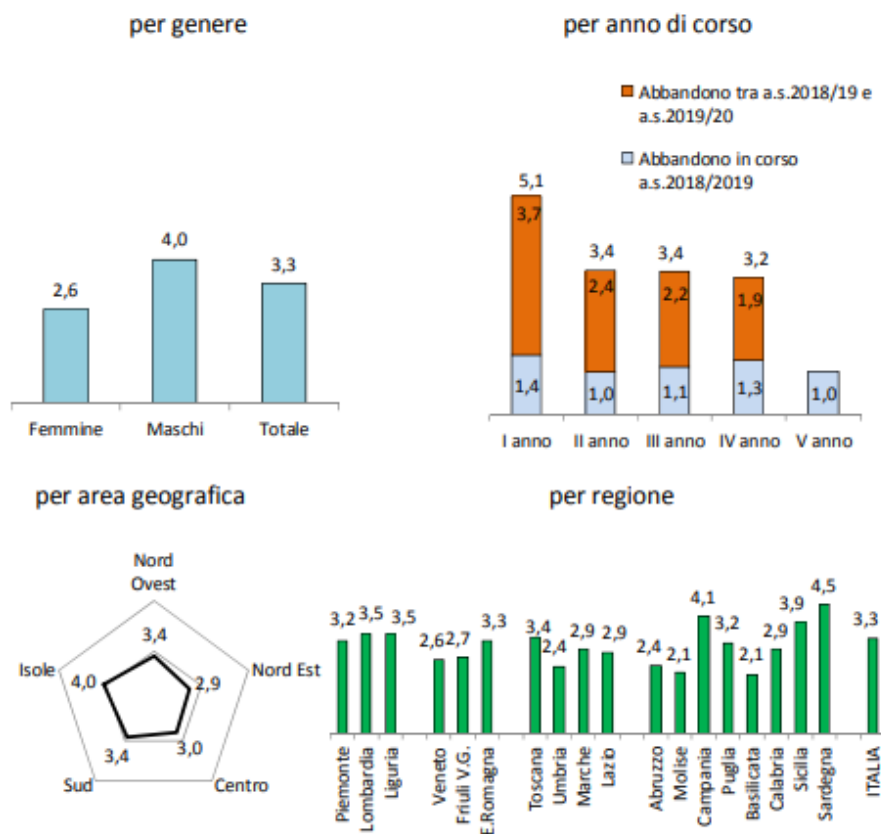 per genere
2,6
4,0
3,3
Femmine
Maschi
Totale
per anno di corso
Abbandono tra a.s.2018/19 e
a.s.2019/20
Abbandono in corso
a.s.2018/2019
5,1
3,7
1,4
3,4
2,4
1,0
3,4
2,2
1,1
3,2
1,9
1,3
1,0
I anno
II anno
III anno
IV anno
V anno
per area geografica
Nord
Ovest
3,4
Isole
4,0
2,9
Nord Est
3,4
3,0
Sud
Centro
per regione
3,2
3,5
3,5
2,6
2,7
3,3
3,4
2,4
2,9
2,9
2,4
2,1
4,1
3,2
2,1
2,9
3,9
4,5
3,3
Piemonte
Lombardia
Liguria
Veneto
Friuli V.G.
E.Romagna
Toscana
Umbria
Marche
Lazio
Abruzzo
Molise
Campania
Puglia
Basilicata
Calabria
Sicilia
Sardegna
ITALIA